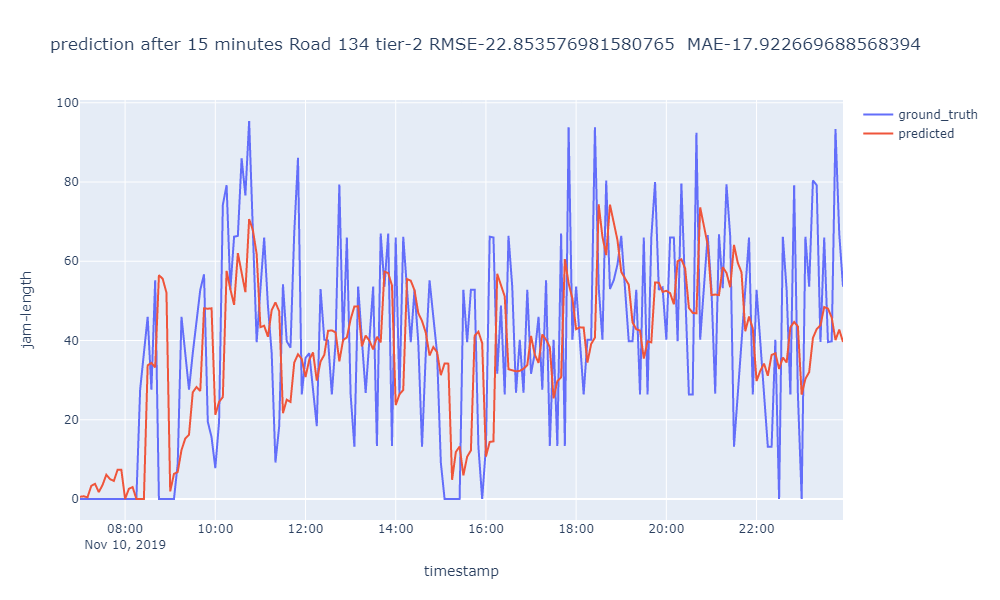 prediction after 15 minutes Road 134 tier-2 RMSE-22.853576981580765  MAE-17.922669688568394
ground_truth
predicted
100
80
60
40
20
0
jam-length
08:00 10:00 12:00 14:00 16:00 18:00 20:00 22:00
Nov 10, 2019
timestamp